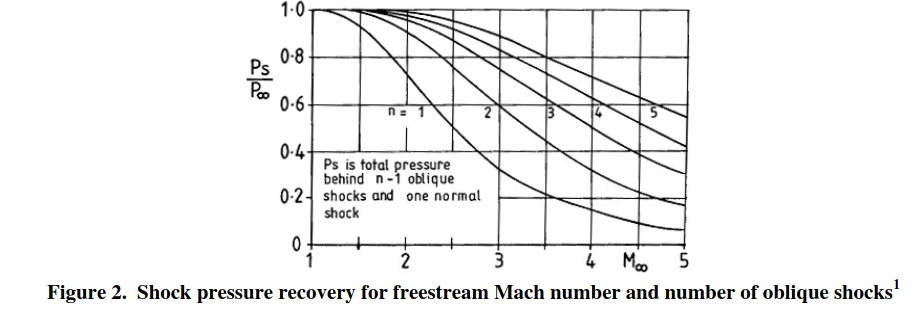 1.0
0.8
Ps
P∞
0.6
n = 1 2 3 4 5
0.4
Ps is total pressure
behind n-1 oblique
0.2 shocks and one normal
shock
0
1 2 3 4 M∞ 5
Figure 2. Shock pressure recovery for freestream Mach number and number of oblique shocks1